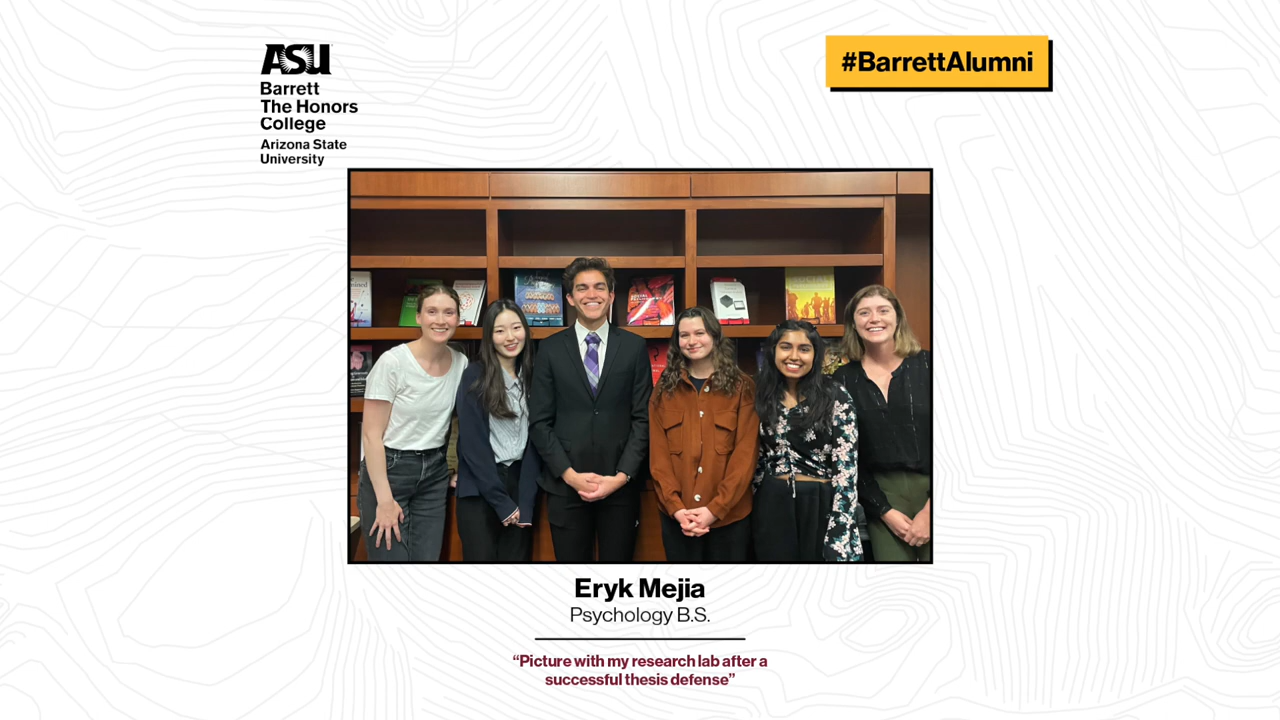 ASU
Barrett
The Honors
College
Arizona State
University
#BarrettAlumni
Eryk Mejia
Psychology B.S.
“Picture with my research lab after a
successful thesis defense”